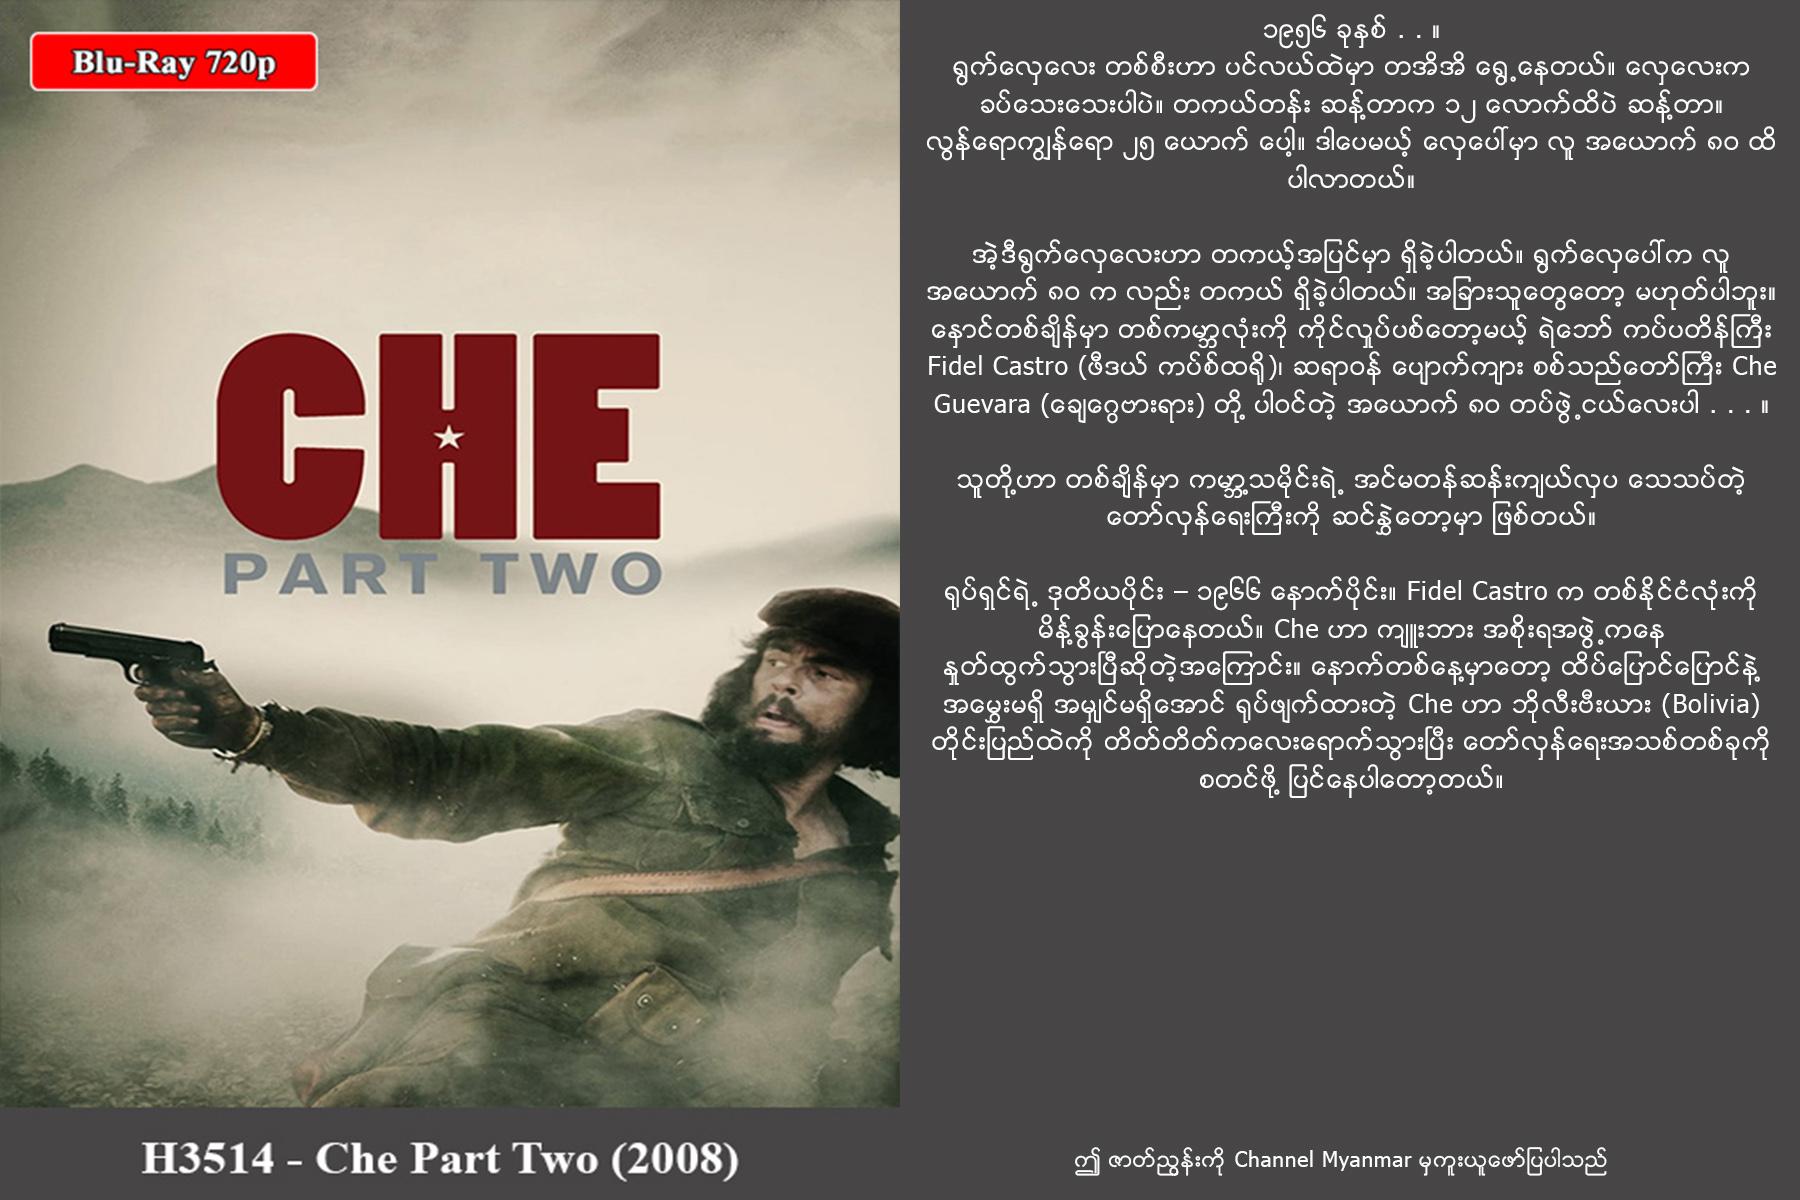 Blu-Ray 720p
CHE
PART TWO
H3514 - Che Part Two (2008)
၁၉၅၆ ခုနှစ် . . ။
ရွက်လှေလေး တစ်စီးဟာ ပင်လယ်ထဲမှာ တအိအိ ရွေ့နေတယ်။ လှေလေးက
ခပ်သေးသေးပါပဲ။ တကယ်တန်း ဆန့်တာက ၁၂ လောက်ထိပဲ ဆန့်တာ။
လွန်ရောကျွန်ရော ၂၅ ယောက် ပေါ့။ ဒါပေမယ့် လှေပေါ်မှာ လူ အယောက် ၈၀ ထိ
ပါလာတယ်။
အဲ့ဒီရွက်လှေလေးဟာ တကယ့်အပြင်မှာ ရှိခဲ့ပါတယ်။ ရွက်လှေပေါ်က လူ
အယောက် ၈၀ က လည်း တကယ် ရှိခဲ့ပါတယ်။ အခြားသူတွေတော့ မဟုတ်ပါဘူး။
နှောင်တစ်ချိန်မှာ တစ်ကမ္ဘာလုံးကို ကိုင်လှုပ်ပစ်တော့မယ့် ရဲဘော် ကပ်ပတိန်ကြီး
Fidel Castro (ဖီဒယ် ကပ်စ်ထရို)၊ ဆရာဝန် ပျောက်ကျား စစ်သည်တော်ကြီး Che
Guevara (ချေဂွေဗားရား) တို့ ပါဝင်တဲ့ အယောက် ၈၀ တပ်ဖွဲ့ငယ်လေးပါ . . . ။
သူတို့ဟာ တစ်ချိန်မှာ ကမ္ဘာ့သမိုင်းရဲ့ အင်မတန်ဆန်းကျယ်လှပ သေသပ်တဲ့
တော်လှန်ရေးကြီးကို ဆင်နွှဲတော့မှာ ဖြစ်တယ်။
ရုပ်ရှင်ရဲ့ ဒုတိယပိုင်း – ၁၉၆၆ နောက်ပိုင်း။ Fidel Castro က တစ်နိုင်ငံလုံးကို
မိန့်ခွန်းပြောနေတယ်။ Che ဟာ ကျူးဘား အစိုးရအဖွဲ့ကနေ
နှုတ်ထွက်သွားပြီဆိုတဲ့အကြောင်း။ နောက်တစ်နေ့မှာတော့ ထိပ်ပြောင်ပြောင်နဲ့
အမွှေးမရှိ အမျှင်မရှိအောင် ရုပ်ဖျက်ထားတဲ့ Che ဟာ ဘိုလီးဗီးယား (Bolivia)
တိုင်းပြည်ထဲကို တိတ်တိတ်ကလေးရောက်သွားပြီး တော်လှန်ရေးအသစ်တစ်ခုကို
စတင်ဖို့ ပြင်နေပါတော့တယ်။
ဤ ဇာတ်ညွန်းကို Channel Myanmar မှကူးယူဖော်ပြပါသည်